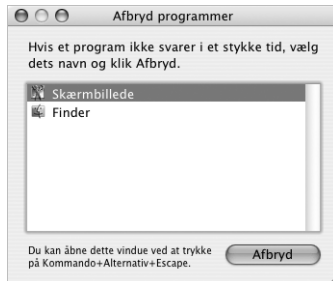 Afbryd programmer
Hvis et program ikke svarer i et stykke tid, vælg
dets navn og klik Afbryd.
Skærmbillede
Finder
Du kan åbne dette vindue ved at trykke
på Kommando+Alternativ+Escape.
Afbryd